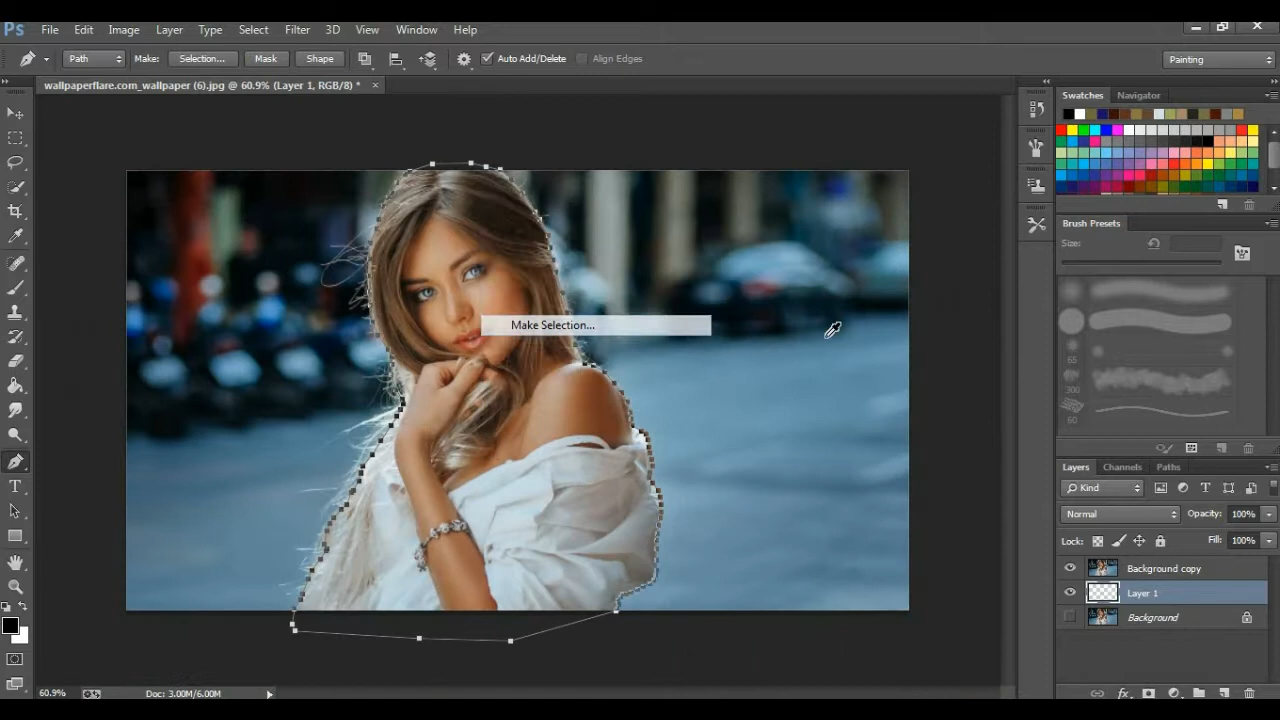 Ps File Edit Image Layer Type Select Filter 3D View Window Help
Path Make: Selection... Mask Shape Auto Add/Delete Align Edges Painting
wallpaperflare.com_wallpaper (6).jpg @ 60.9% (Layer 1, RGB/8) * ×
Swatches Navigator
Brush Presets
Size:
Make Selection...
65
300
60
Layers Channels Paths
Kind
Normal Opacity: 100%
Lock: Fill: 100%
Background copy
Layer 1
Background
T
60.9% Doc: 3.00M/6.00M